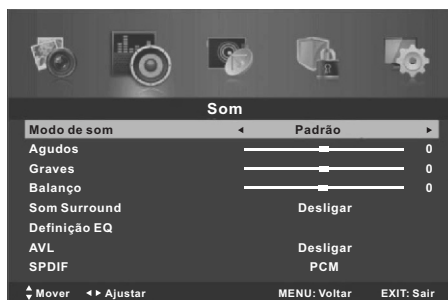 Som
Modo de som Padrão
Agudos 0
Graves 0
Balanço 0
Som Surround Desligar
Definição EQ
AVL Desligar
SPDIF PCM
Mover Ajustar MENU: Voltar EXIT: Sair